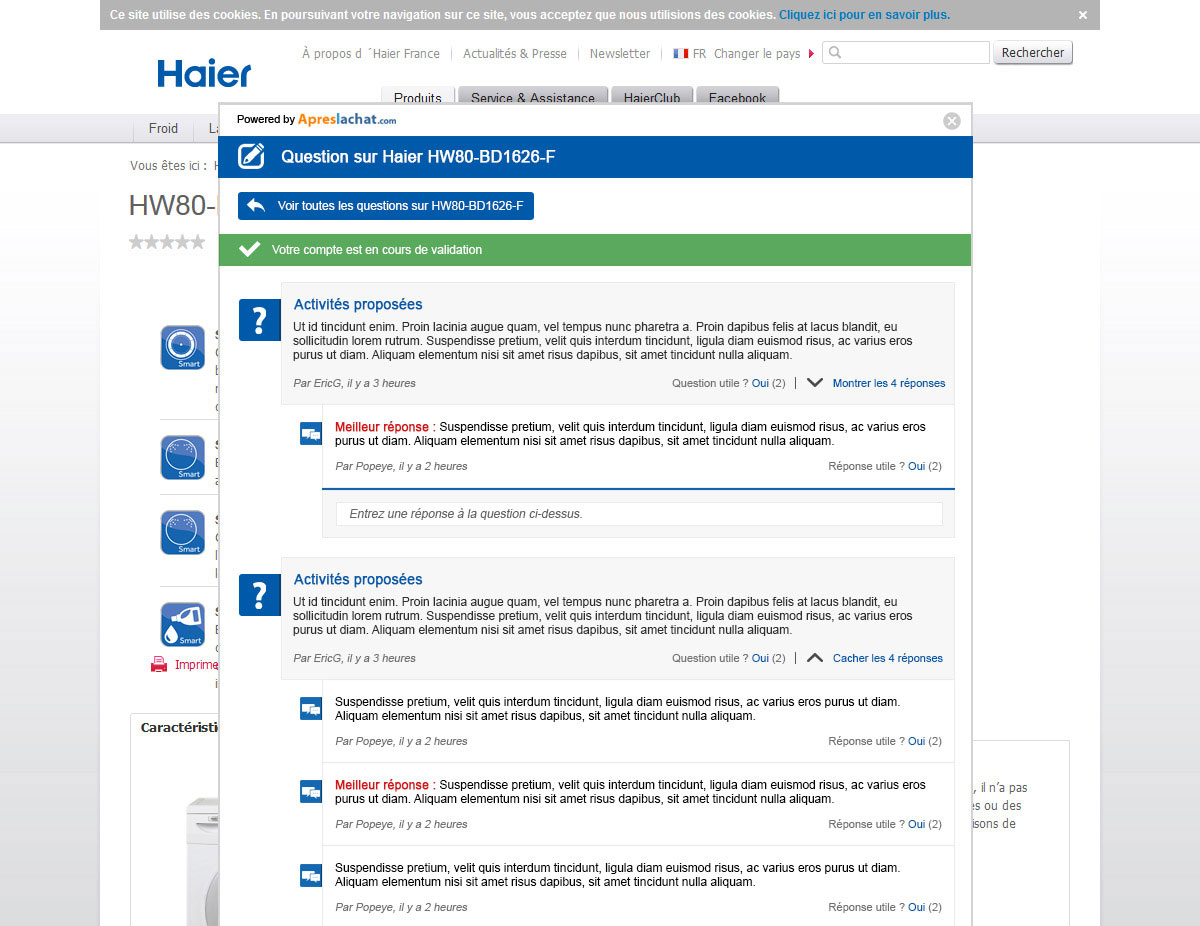 Ce site utilise des cookies. En poursuivant votre navigation sur ce site, vous acceptez que nous utilisions des cookies. Cliquez ici pour en savoir plus.
À propos d ´Haier France
Actualités & Presse
Newsletter
FR Changer le pays
Rechercher
Haier
Produits
Service & Assistance
HaierClub
Facebook
Froid
Powered by Apreslachat.com
Vous êtes ici :
Question sur Haier HW80-BD1626-F
HW80-
Voir toutes les questions sur HW80-BD1626-F
Votre compte est en cours de validation
Activités proposées
Ut id tincidunt enim. Proin lacinia augue quam, vel tempus nunc pharetra a. Proin dapibus felis at lacus blandit, eu
sollicitudin lorem rutrum. Suspendisse pretium, velit quis interdum tincidunt, ligula diam euismod risus, ac varius eros
purus ut diam. Aliquam elementum nisi sit amet risus dapibus, sit amet tincidunt nulla aliquam.
Smart
Par EricG, il y a 3 heures
Question utile ? Oui (2) | Montrer les 4 réponses
Meilleur réponse : Suspendisse pretium, velit quis interdum tincidunt, ligula diam euismod risus, ac varius eros
purus ut diam. Aliquam elementum nisi sit amet risus dapibus, sit amet tincidunt nulla aliquam.
Par Popeye, il y a 2 heures
Réponse utile ? Oui (2)
Smart
Entrez une réponse à la question ci-dessus.
Smart
Activités proposées
Ut id tincidunt enim. Proin lacinia augue quam, vel tempus nunc pharetra a. Proin dapibus felis at lacus blandit, eu
sollicitudin lorem rutrum. Suspendisse pretium, velit quis interdum tincidunt, ligula diam euismod risus, ac varius eros
purus ut diam. Aliquam elementum nisi sit amet risus dapibus, sit amet tincidunt nulla aliquam.
Smart
Par EricG, il y a 3 heures
Question utile ? Oui (2) | Cacher les 4 réponses
Imprime
Suspendisse pretium, velit quis interdum tincidunt, ligula diam euismod risus, ac varius eros purus ut diam.
Aliquam elementum nisi sit amet risus dapibus, sit amet tincidunt nulla aliquam.
Caractéristi
Par Popeye, il y a 2 heures
Réponse utile ? Oui (2)
Meilleur réponse : Suspendisse pretium, velit quis interdum tincidunt, ligula diam euismod risus, ac varius eros
purus ut diam. Aliquam elementum nisi sit amet risus dapibus, sit amet tincidunt nulla aliquam.
, il n'a pas
es ou des
isons de
Par Popeye, il y a 2 heures
Réponse utile ? Oui (2)
Suspendisse pretium, velit quis interdum tincidunt, ligula diam euismod risus, ac varius eros purus ut diam.
Aliquam elementum nisi sit amet risus dapibus, sit amet tincidunt nulla aliquam.
Par Popeye, il y a 2 heures
Réponse utile ? Oui (2)